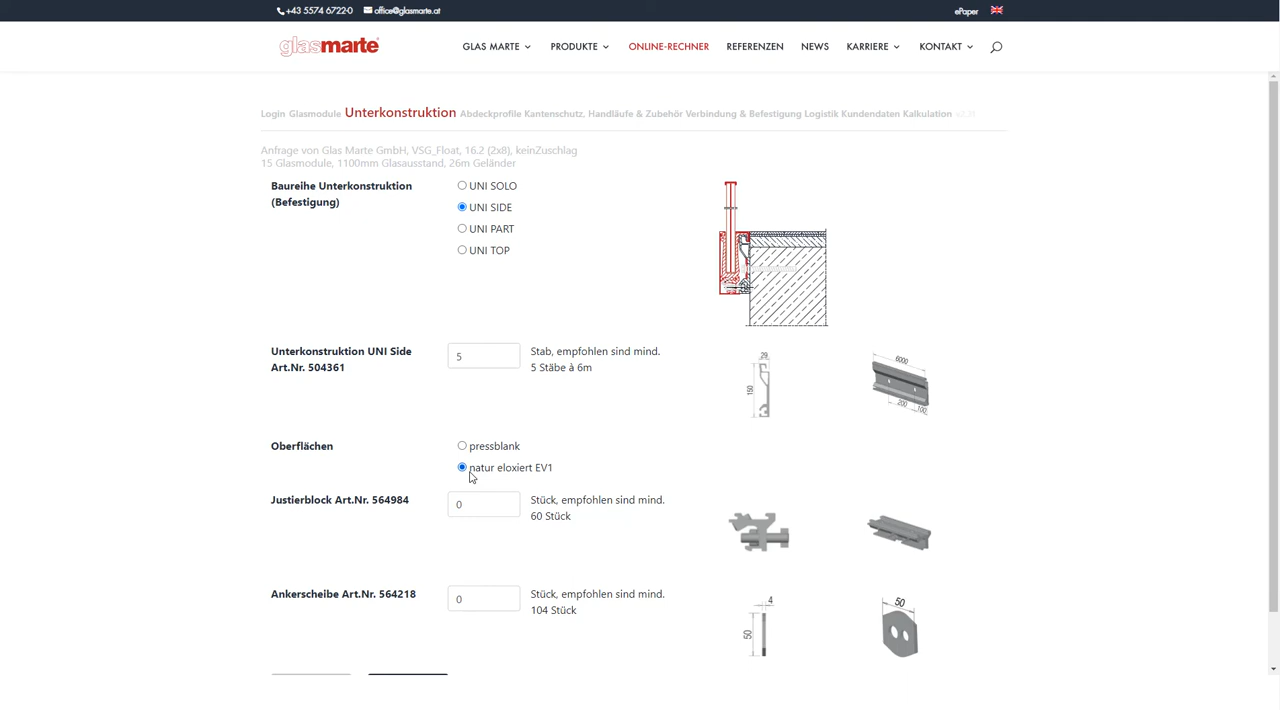 +43 5574 6722-0 office@glasmarte.at ePaper
glasmarte GLAS MARTE PRODUKTE ONLINE-RECHNER REFERENZEN NEWS KARRIERE KONTAKT
Login Glasmodule Unterkonstruktion Abdeckprofile Kantenschutz, Handläufe & Zubehör Verbindung & Befestigung Logistik Kundendaten Kalkulation
Anfrage von Glas Marte GmbH, VSG_Float, 16.2 (2x8), keinZuschlag
15 Glasmodule, 1100mm Glasausstand, 26m Geländer
Baureihe Unterkonstruktion
(Befestigung)
UNI SOLO
UNI SIDE
UNI PART
UNI TOP
Unterkonstruktion UNI Side
Art.Nr. 504361
5
Stab, empfohlen sind mind.
5 Stäbe à 6m
29
150
6000
200
100
Oberflächen
pressblank
natur eloxiert EV1
Justierblock Art.Nr. 564984
0
Stück, empfohlen sind mind.
60 Stück
Ankerscheibe Art.Nr. 564218
0
Stück, empfohlen sind mind.
104 Stück
4
50
50